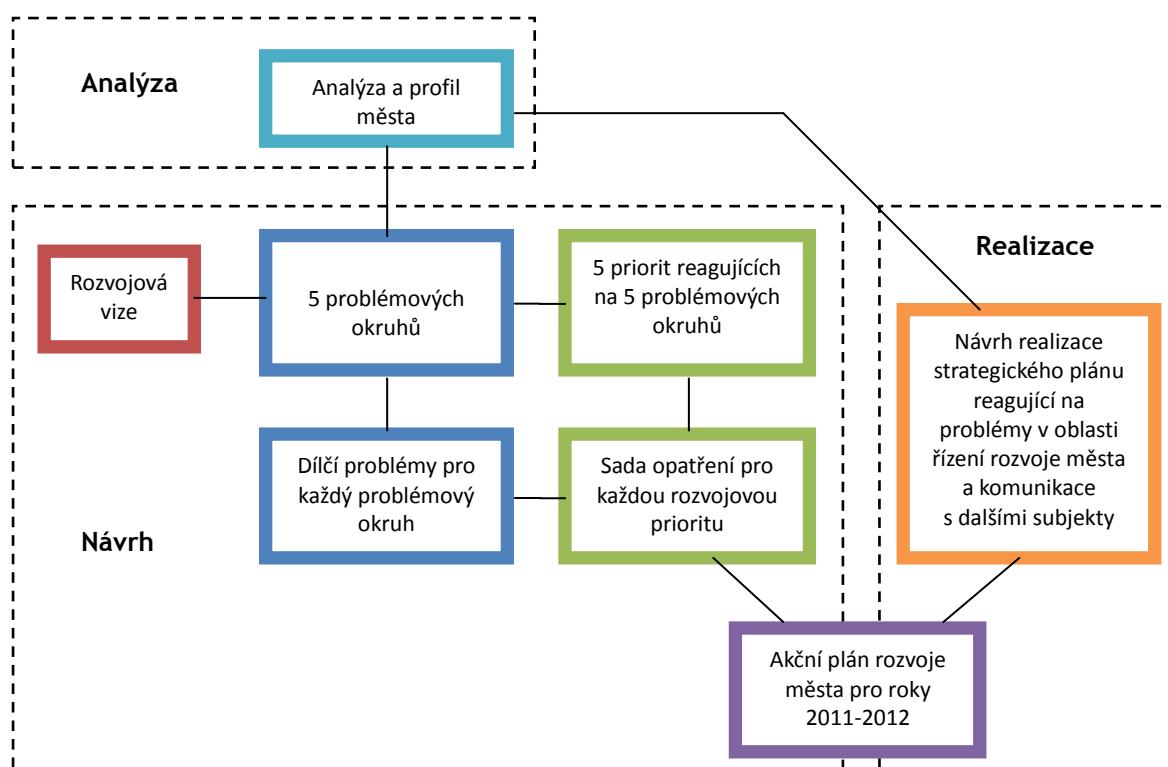 Analýza
Analýza a profil
města
Rozvojová
vize
5 problémových
okruhů
5 priorit reagujících
na 5 problémových
okruhů
Realizace
Návrh realizace
strategického plánu
reagující na
problémy v oblasti
řízení rozvoje města
a komunikace
s dalšími subjekty
Dílčí problémy pro
každý problémový
okruh
Sada opatření pro
každou rozvojovou
prioritu
Návrh
Akční plán rozvoje
města pro roky
2011-2012